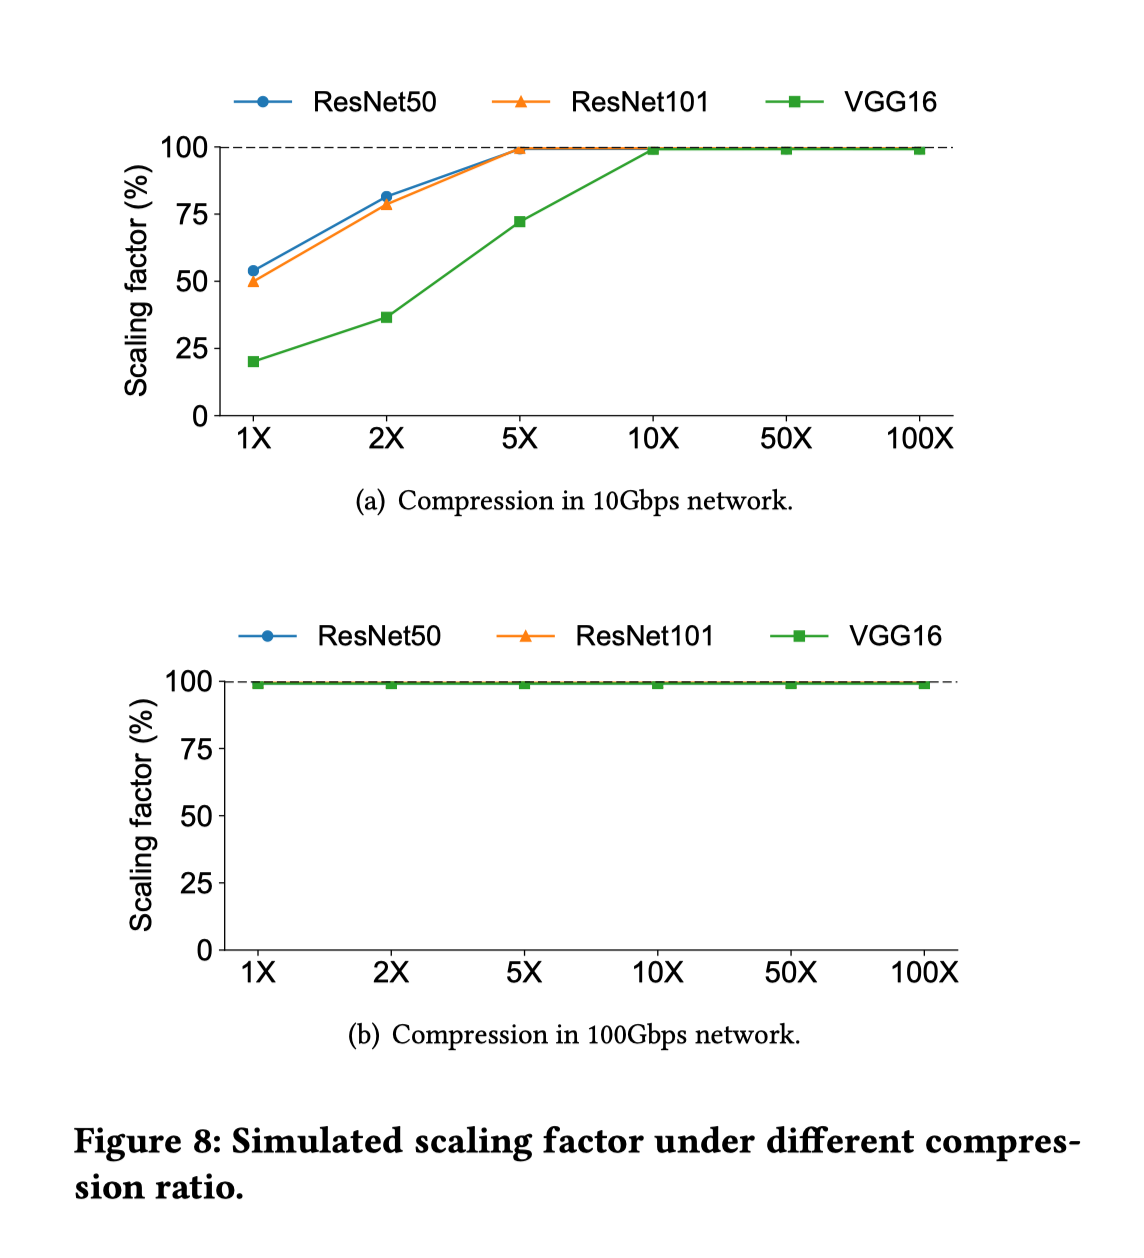 ResNet50 ResNet101 VGG16
Scaling factor (%)
100
75
50
25
0
1X 2X 5X 10X 50X 100X
(a) Compression in 10Gbps network.
ResNet50 ResNet101 VGG16
Scaling factor (%)
100
75
50
25
0
1X 2X 5X 10X 50X 100X
(b) Compression in 100Gbps network.
Figure 8: Simulated scaling factor under different compres-
sion ratio.